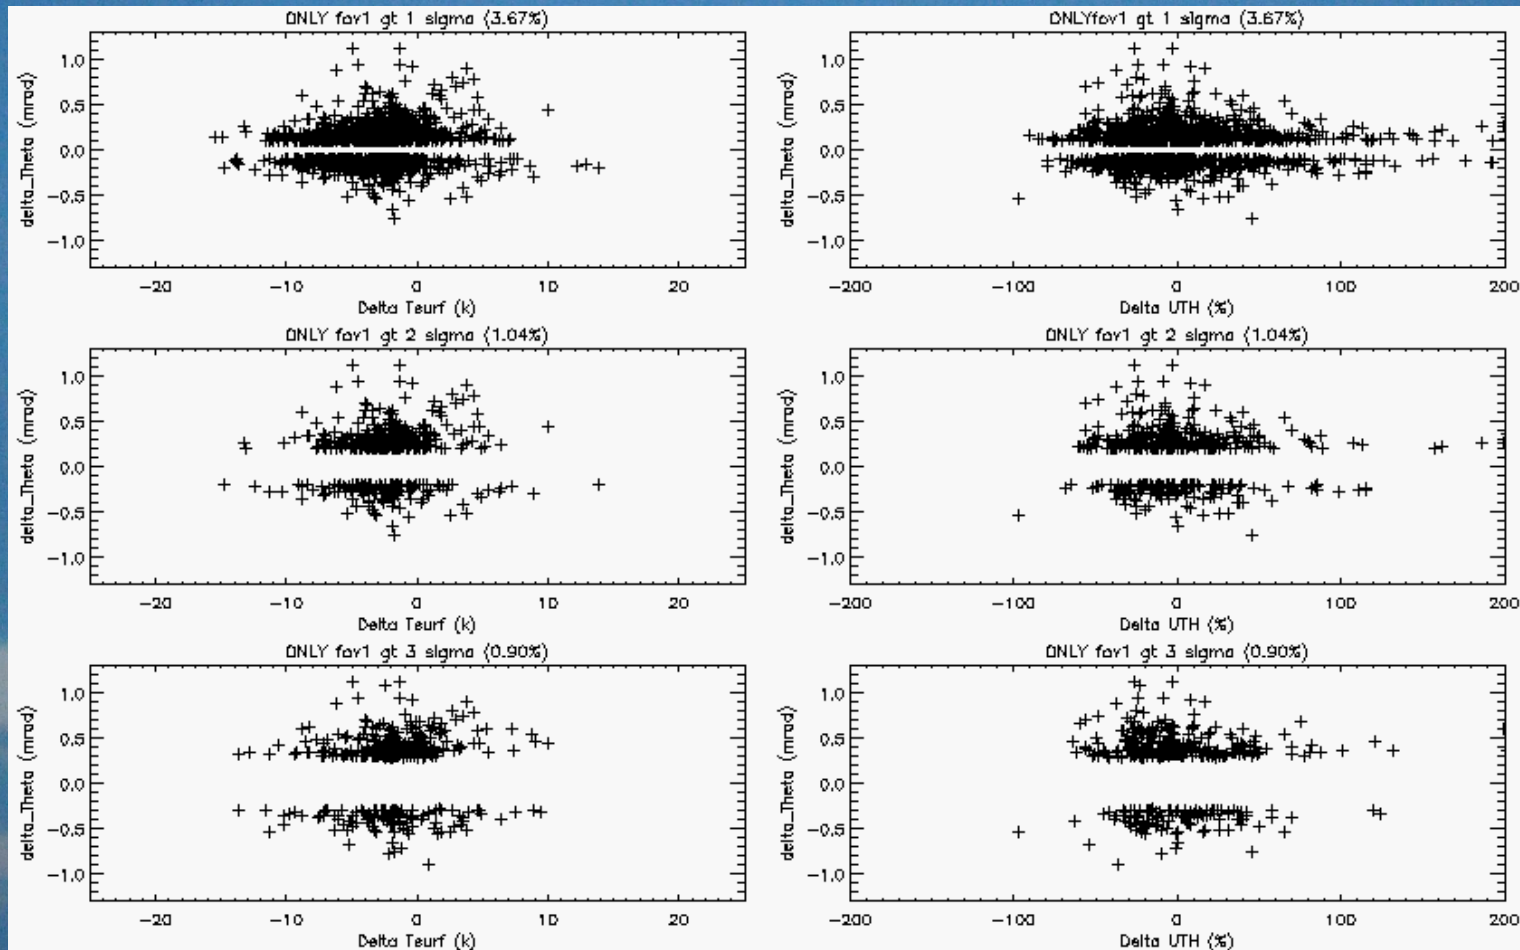 ONLY fov1 gt 1 sigma (3.67%)
delta_Theta (mrad)
1.0
0.5
0.0
−0.5
−1.0
−20 −10 0 10 20
Delta Tsurf (k)
ONLYfov1 gt 1 sigma (3.67%)
delta_Theta (mrad)
1.0
0.5
0.0
−0.5
−1.0
−200 −100 0 100 200
Delta UTH (%)
ONLY fov1 gt 2 sigma (1.04%)
delta_Theta (mrad)
1.0
0.5
0.0
−0.5
−1.0
−20 −10 0 10 20
Delta Tsurf (k)
ONLY fov1 gt 2 sigma (1.04%)
delta_Theta (mrad)
1.0
0.5
0.0
−0.5
−1.0
−200 −100 0 100 200
Delta UTH (%)
ONLY fov1 gt 3 sigma (0.90%)
delta_Theta (mrad)
1.0
0.5
0.0
−0.5
−1.0
−20 −10 0 10 20
Delta Tsurf (k)
ONLY fov1 gt 3 sigma (0.90%)
delta_Theta (mrad)
1.0
0.5
0.0
−0.5
−1.0
−200 −100 0 100 200
Delta UTH (%)